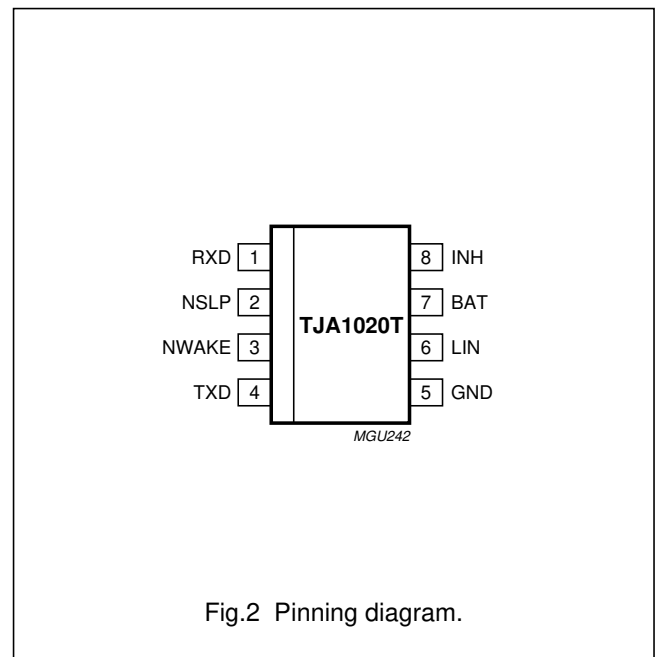 RXD 1 8 INH
NSLP 2 7 BAT
TJA1020T
NWAKE 3 6 LIN
TXD 4 5 GND
MGU242
Fig.2 Pinning diagram.